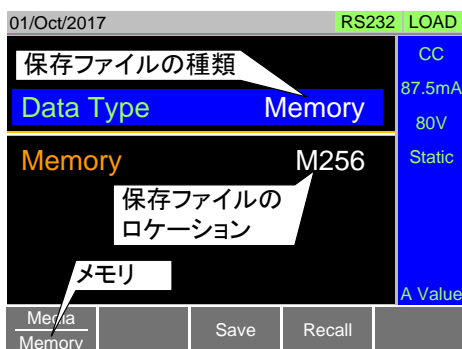 01/Oct/2017 RS232 LOAD
保存ファイルの種類
Data Type Memory
CC
87.5mA
80V
Static
Memory M256
保存ファイルの
ロケーション
メモリ
A Value
Media
Memory
Save
Recall